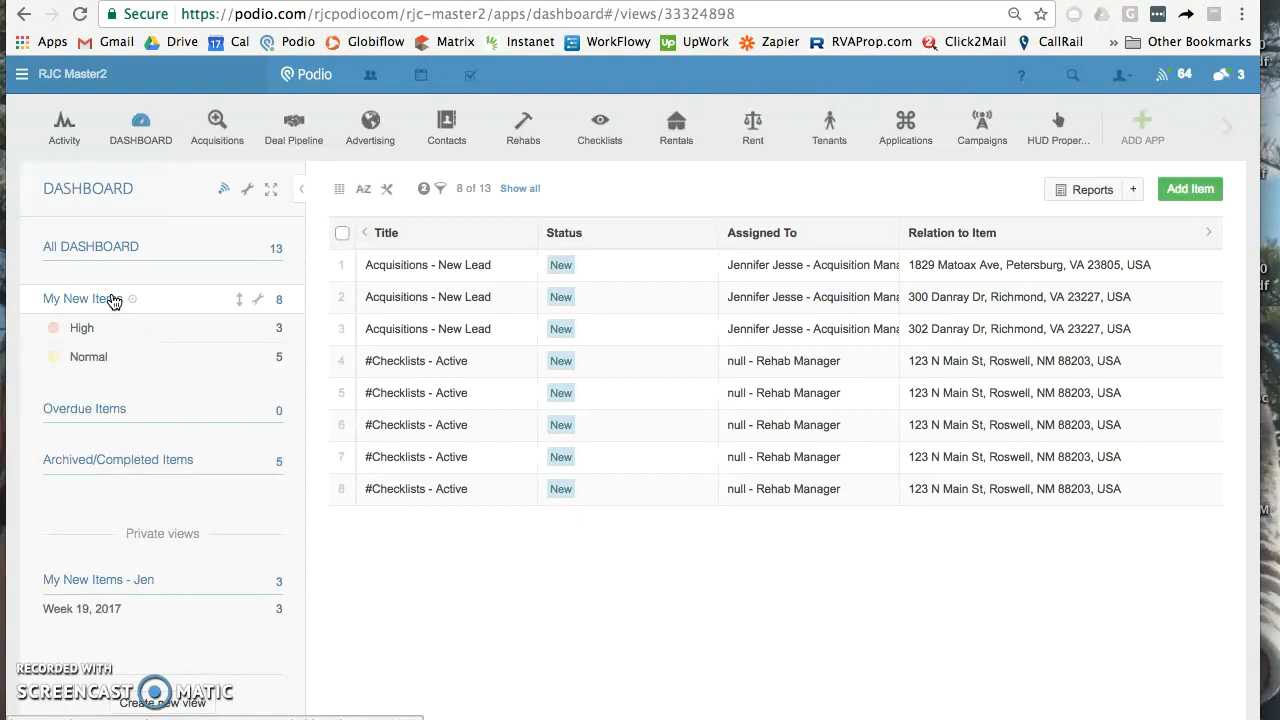 Secure https://podio.com/rjcpodiocom/rjc-master2/apps/dashboard#/views/33324898
Apps Gmail Drive 17 Cal Podio Globiflow Matrix Instanet WorkFlowy Up UpWork Zapier R RVAProp.com 2 Click2Mail CallRail » Other Bookmarks
RJC Master2 Podio ? 64 3
Activity DASHBOARD Acquisitions Deal Pipeline Advertising Contacts Rehabs Checklists Rentals Rent Tenants Applications Campaigns HUD Proper... ADD APP
DASHBOARD
AZ 2 8 of 13 Show all Reports + Add Item
All DASHBOARD 13
My New Items 8
High 3
Normal 5
Overdue Items 0
Archived/Completed Items 5
Private views
My New Items - Jen 3
Week 19, 2017 3
Create new view
Title Status Assigned To Relation to Item
1 Acquisitions - New Lead New Jennifer Jesse - Acquisition Mana 1829 Matoax Ave, Petersburg, VA 23805, USA
2 Acquisitions - New Lead New Jennifer Jesse - Acquisition Mana 300 Danray Dr, Richmond, VA 23227, USA
3 Acquisitions - New Lead New Jennifer Jesse - Acquisition Mana 302 Danray Dr, Richmond, VA 23227, USA
4 #Checklists - Active New null - Rehab Manager 123 N Main St, Roswell, NM 88203, USA
5 #Checklists - Active New null - Rehab Manager 123 N Main St, Roswell, NM 88203, USA
6 #Checklists - Active New null - Rehab Manager 123 N Main St, Roswell, NM 88203, USA
7 #Checklists - Active New null - Rehab Manager 123 N Main St, Roswell, NM 88203, USA
8 #Checklists - Active New null - Rehab Manager 123 N Main St, Roswell, NM 88203, USA
RECORDED WITH
SCREENCAST MATIC